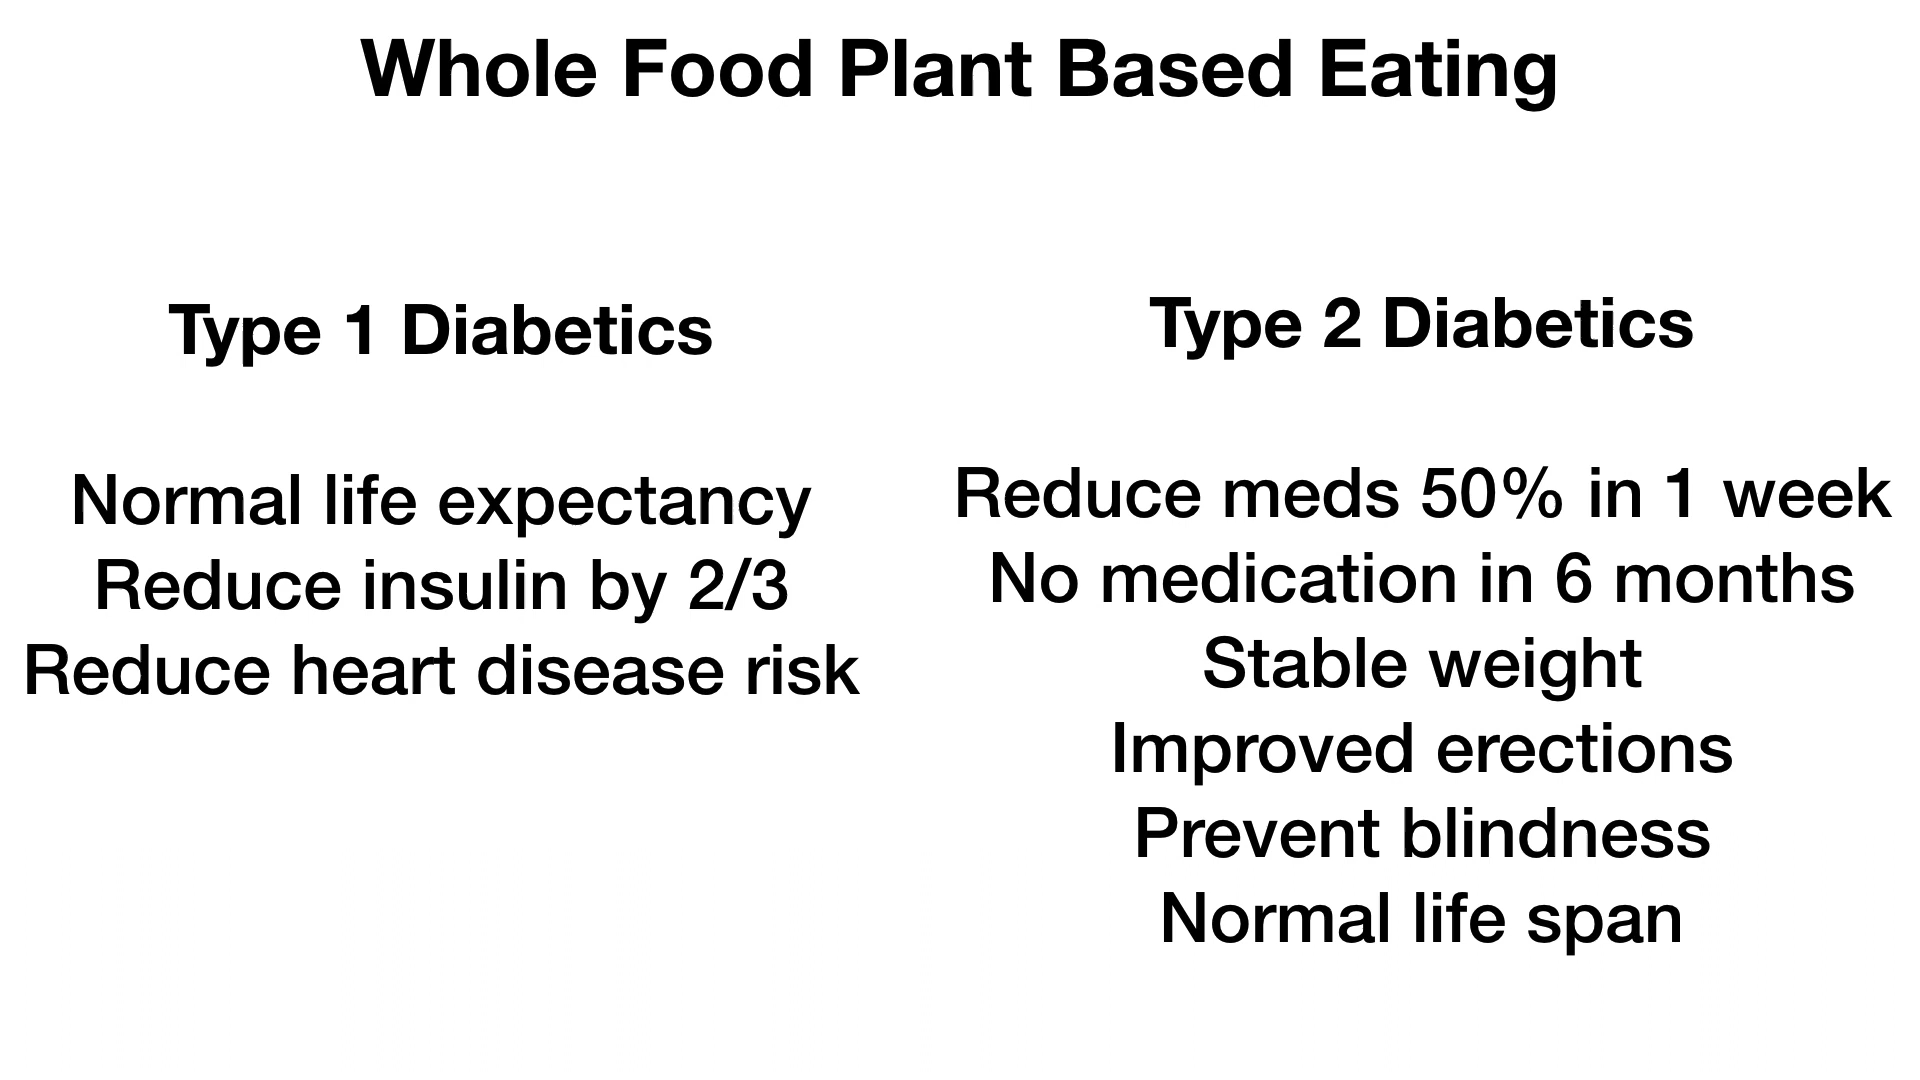 Whole Food Plant Based Eating
Type 1 Diabetics
Normal life expectancy
Reduce insulin by 2/3
Reduce heart disease risk
Type 2 Diabetics
Reduce meds 50% in 1 week
No medication in 6 months
Stable weight
Improved erections
Prevent blindness
Normal life span